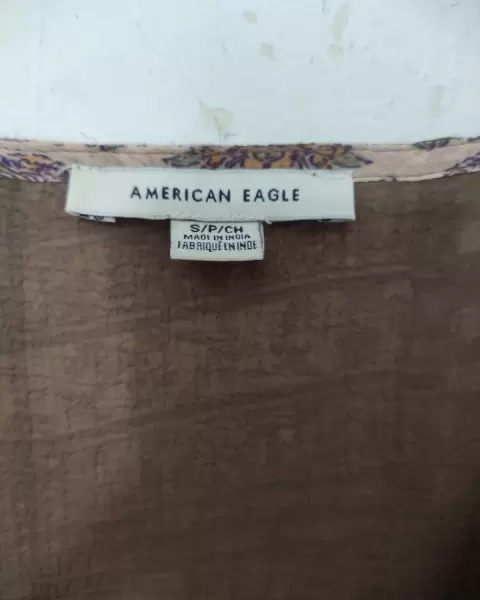 AMERICAN EAGLE
S/P/CH
MADE IN INDIA
FABRIQUÉ EN INDE